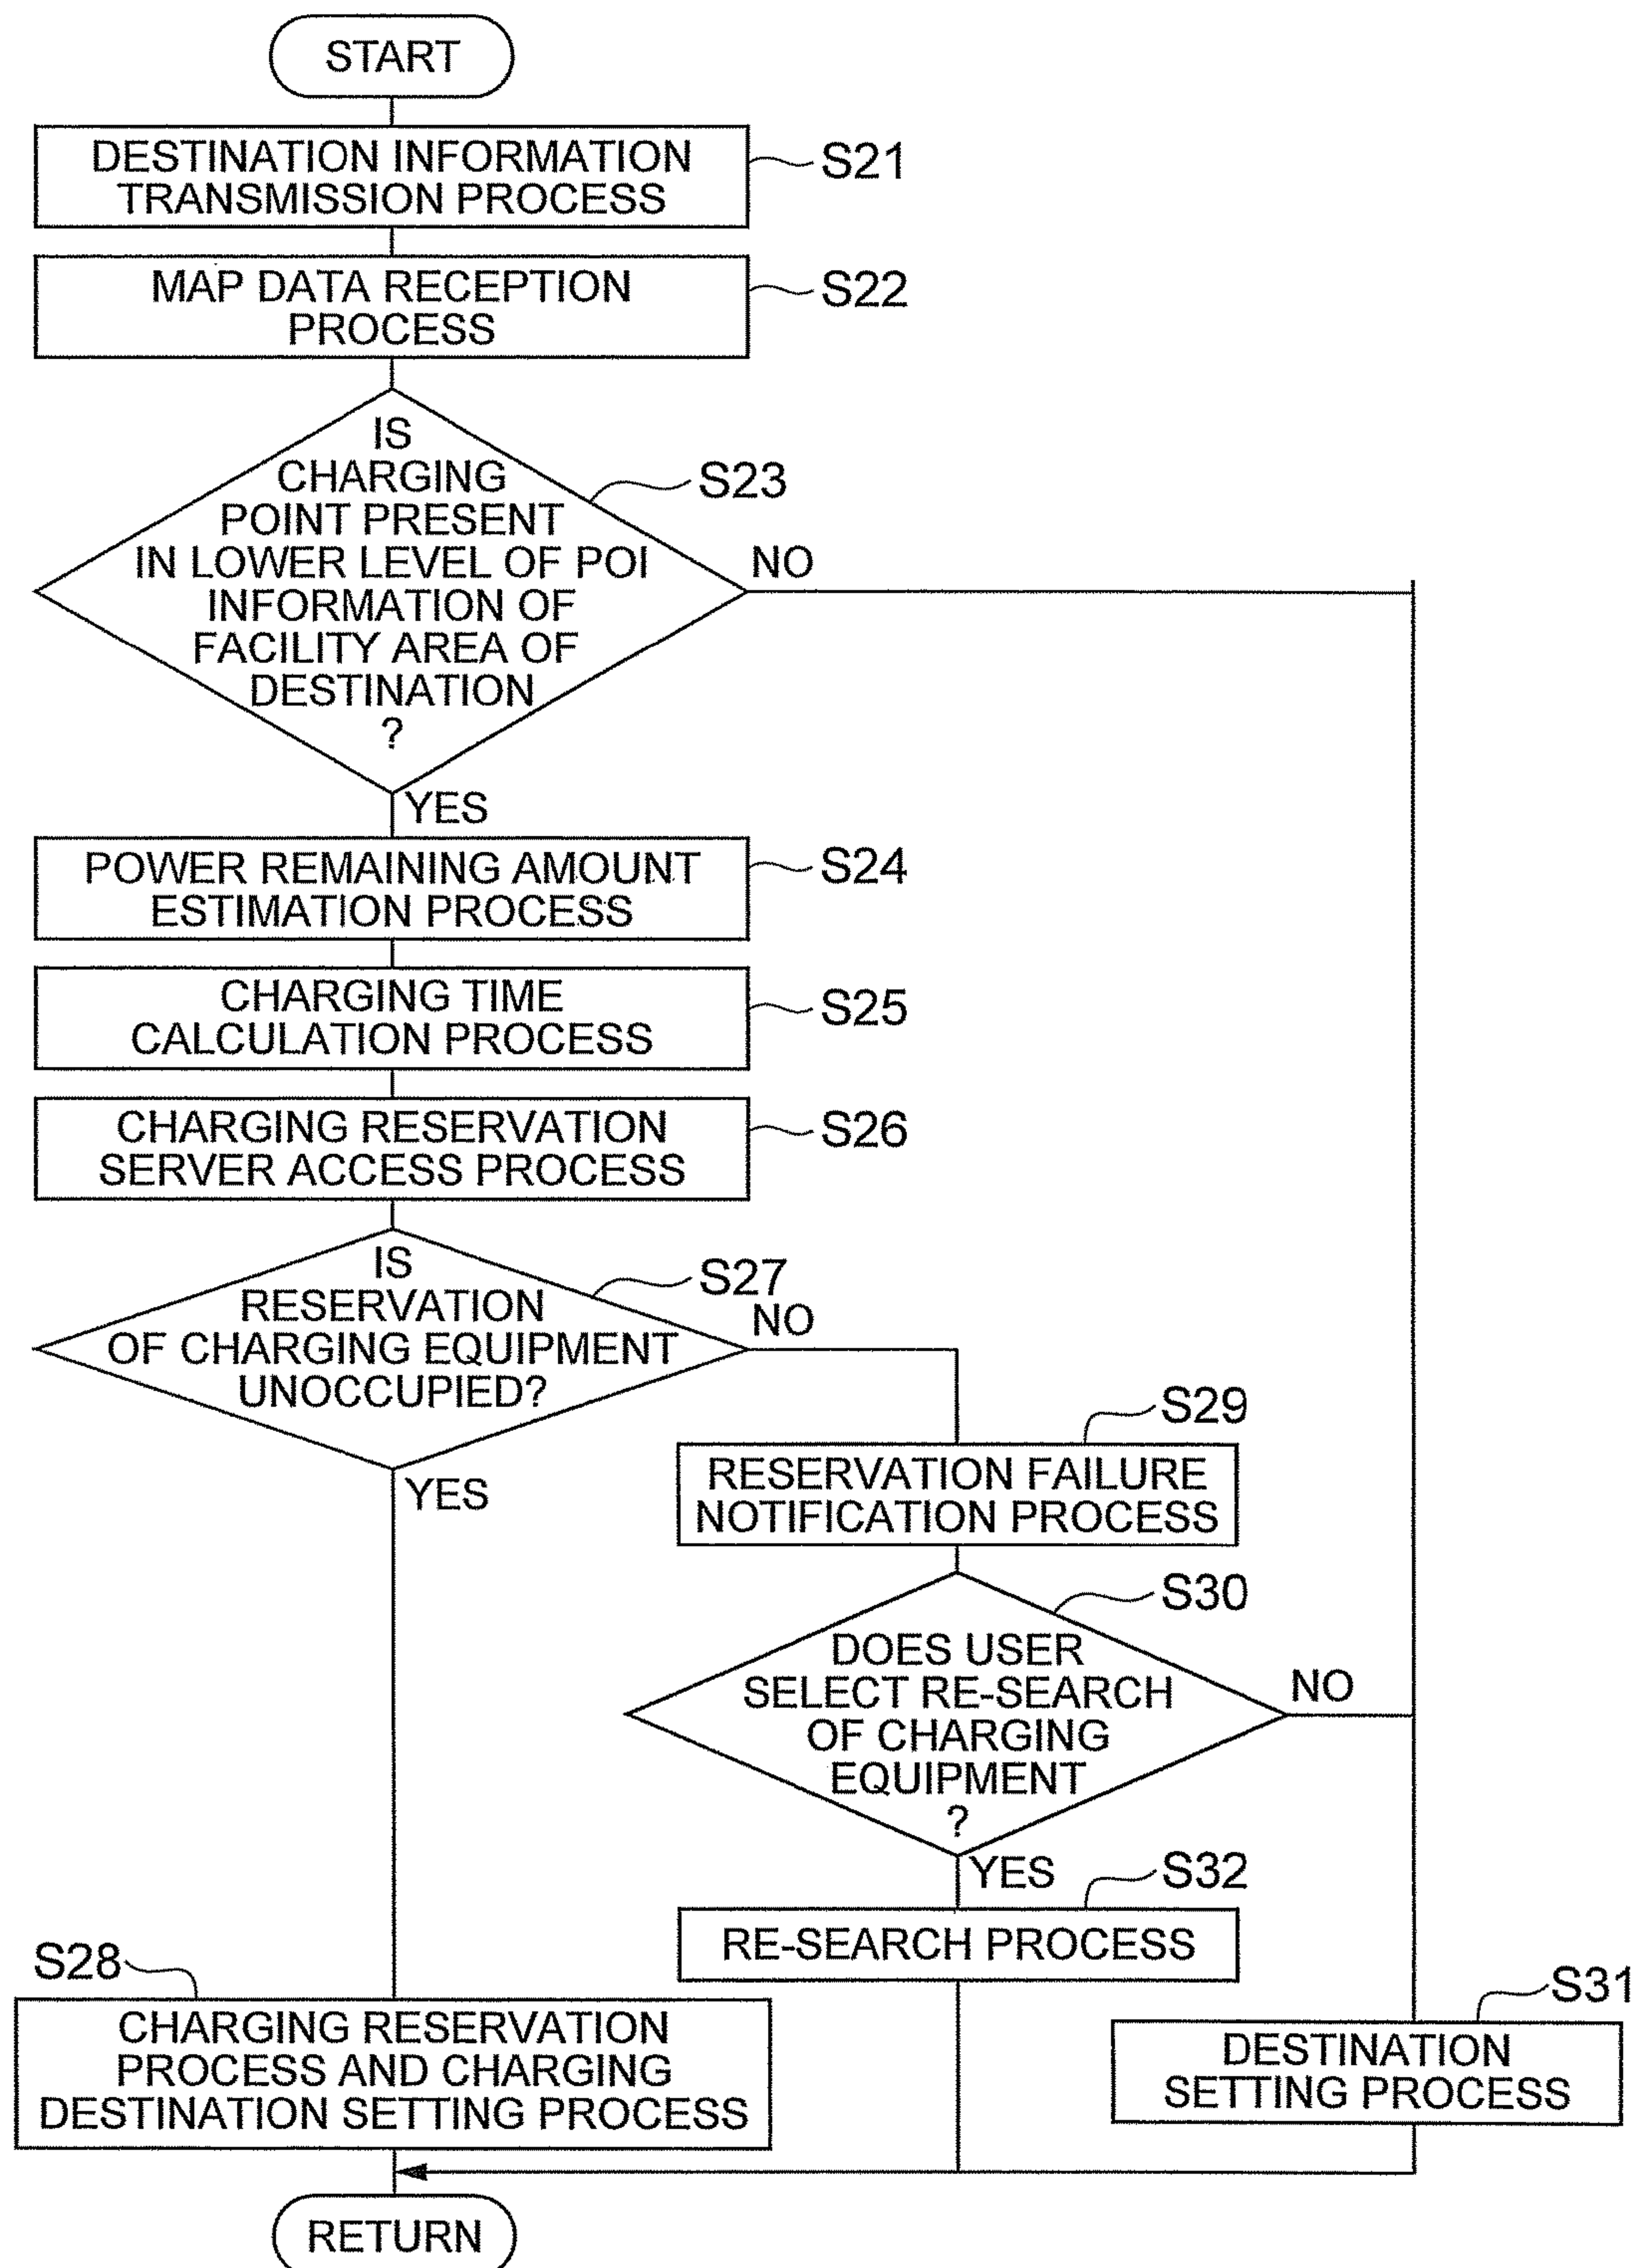 START
DESTINATION INFORMATION
TRANSMISSION PROCESS
S21
MAP DATA RECEPTION
PROCESS
S22
IS
CHARGING
POINT PRESENT
IN LOWER LEVEL OF POI
INFORMATION OF
FACILITY AREA OF
DESTINATION
?
S23
NO
YES
POWER REMAINING AMOUNT
ESTIMATION PROCESS
S24
CHARGING TIME
CALCULATION PROCESS
S25
CHARGING RESERVATION
SERVER ACCESS PROCESS
S26
IS
RESERVATION
OF CHARGING EQUIPMENT
UNOCCUPIED?
S27
NO
YES
S29
RESERVATION FAILURE
NOTIFICATION PROCESS
S30
DOES USER
SELECT RE-SEARCH
OF CHARGING
EQUIPMENT
?
NO
YES
S32
RE-SEARCH PROCESS
S28
CHARGING RESERVATION
PROCESS AND CHARGING
DESTINATION SETTING PROCESS
S31
DESTINATION
SETTING PROCESS
RETURN